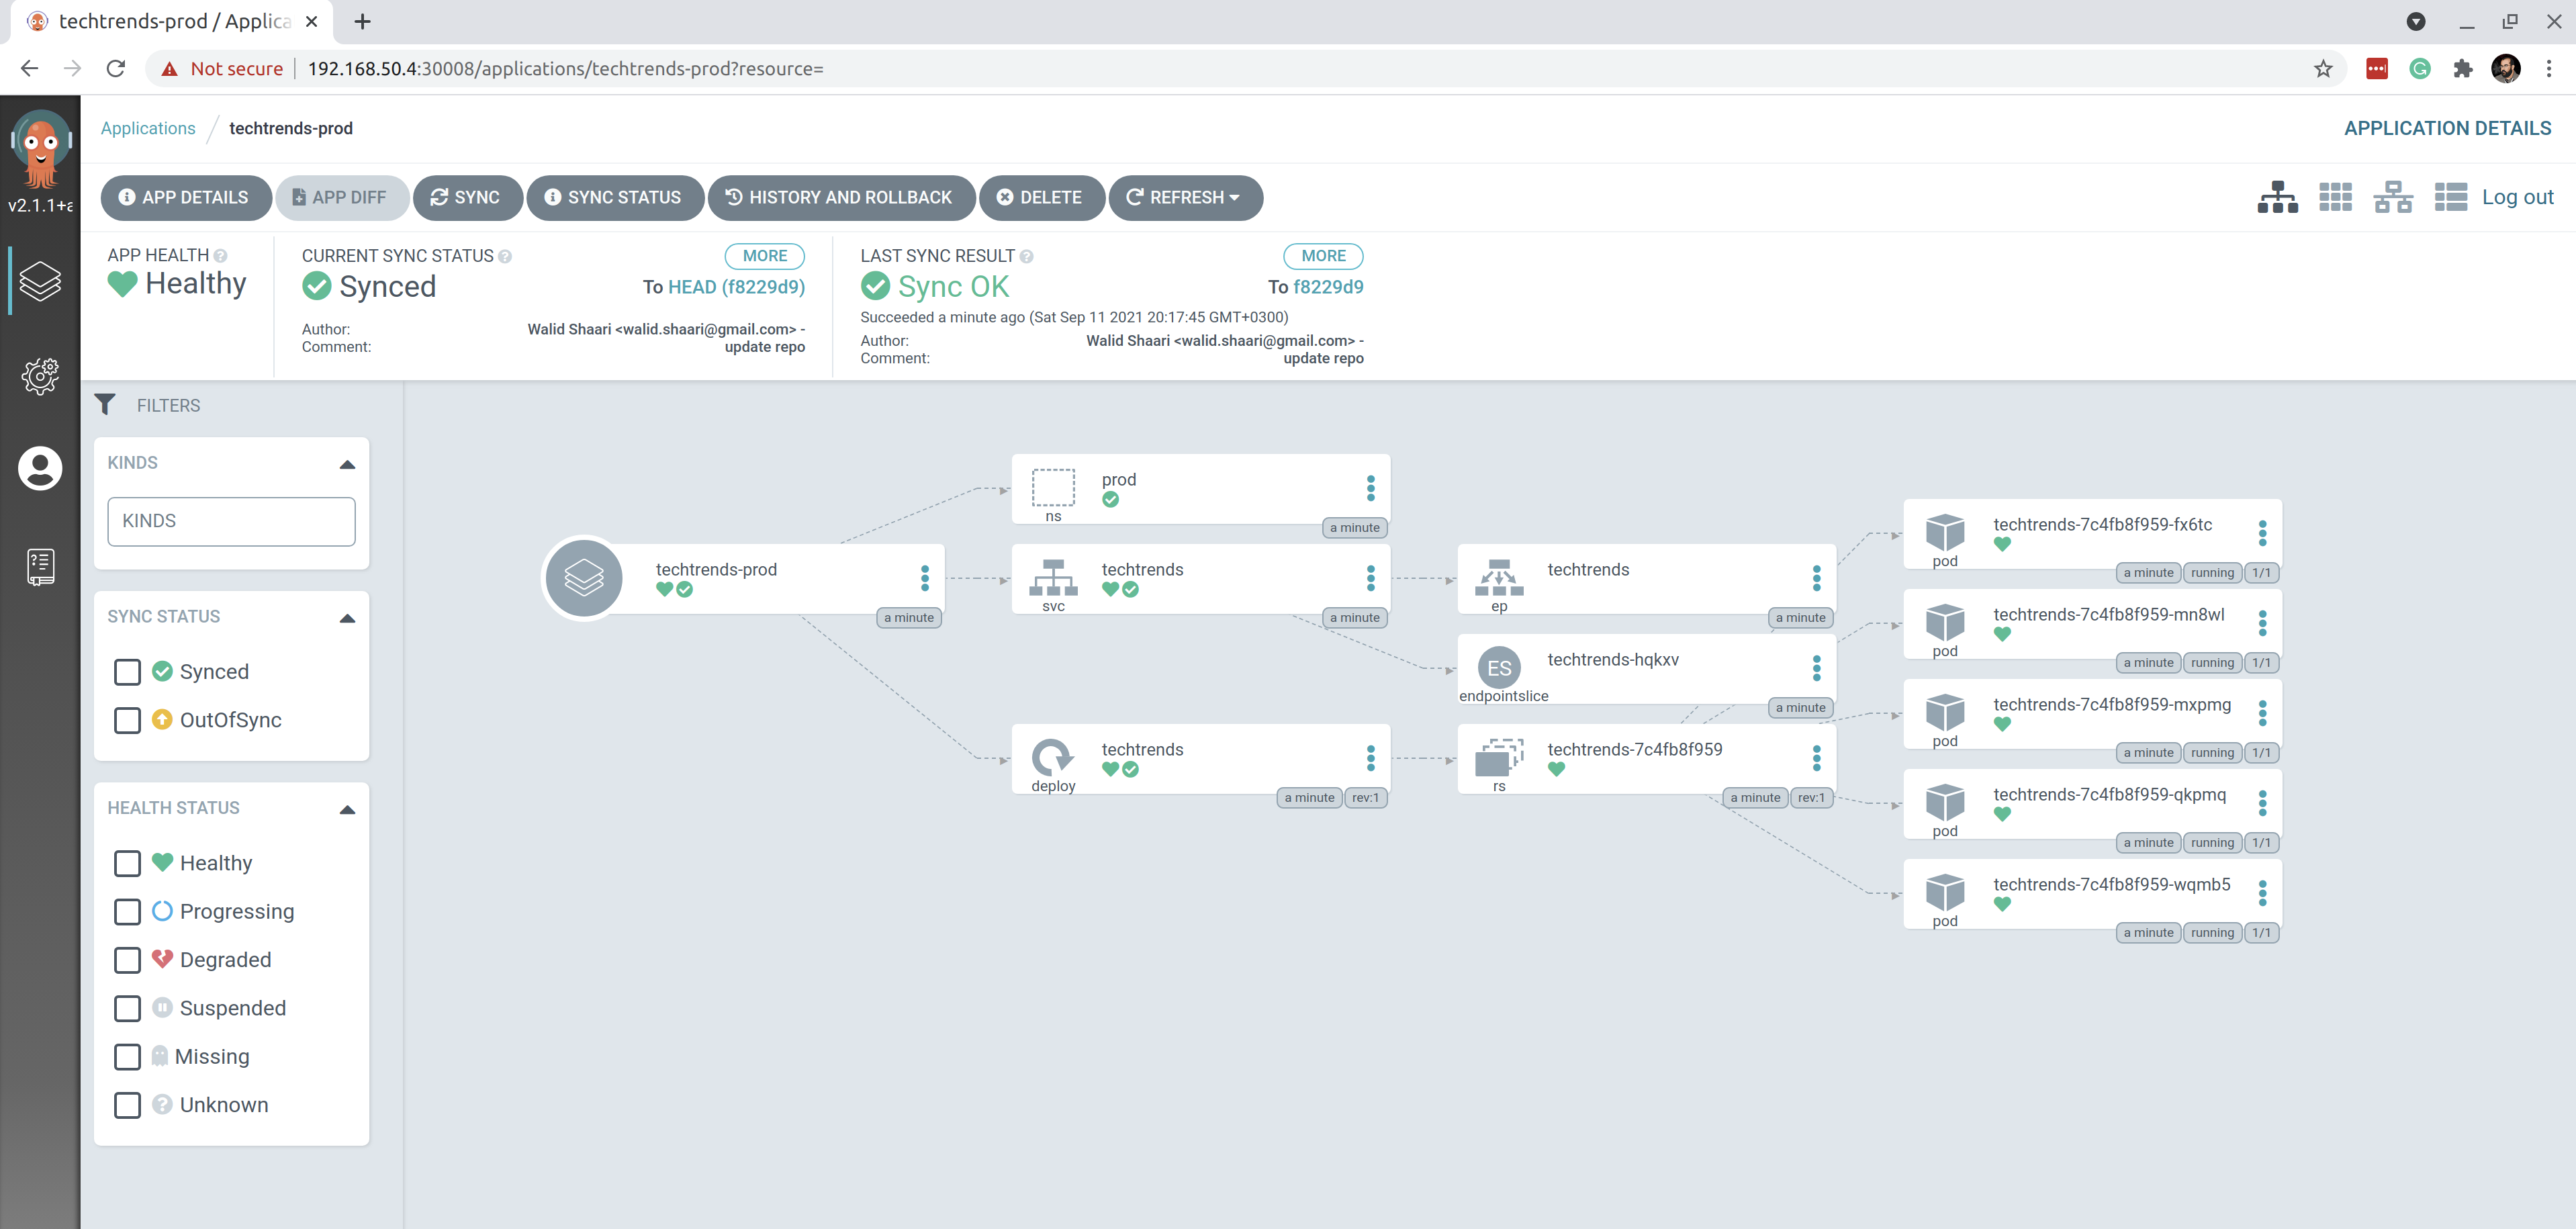 techtrends-prod / Applica
Not secure
192.168.50.4:30008/applications/techtrends-prod?resource=
v2.1.1+a
Applications / techtrends-prod
APPLICATION DETAILS
APP DETAILS
APP DIFF
SYNC
SYNC STATUS
HISTORY AND ROLLBACK
DELETE
REFRESH
Log out
APP HEALTH
Healthy
CURRENT SYNC STATUS
MORE
Synced
To HEAD (f8229d9)
Author: Walid Shaari <walid.shaari@gmail.com> -
Comment: update repo
LAST SYNC RESULT
MORE
Sync OK
To f8229d9
Succeeded a minute ago (Sat Sep 11 2021 20:17:45 GMT+0300)
Author: Walid Shaari <walid.shaari@gmail.com> -
Comment: update repo
FILTERS
KINDS
KINDS
SYNC STATUS
Synced
OutOfSync
HEALTH STATUS
Healthy
Progressing
Degraded
Suspended
Missing
Unknown
techtrends-prod
a minute
prod
ns
a minute
techtrends
svc
a minute
techtrends
deploy
a minute rev:1
techtrends
ep
a minute
ES
techtrends-hqkxv
endpointslice
a minute
techtrends-7c4fb8f959
rs
a minute rev:1
techtrends-7c4fb8f959-fx6tc
pod
a minute running 1/1
techtrends-7c4fb8f959-mn8wl
pod
a minute running 1/1
techtrends-7c4fb8f959-mxpmg
pod
a minute running 1/1
techtrends-7c4fb8f959-qkpmq
pod
a minute running 1/1
techtrends-7c4fb8f959-wqmb5
pod
a minute running 1/1